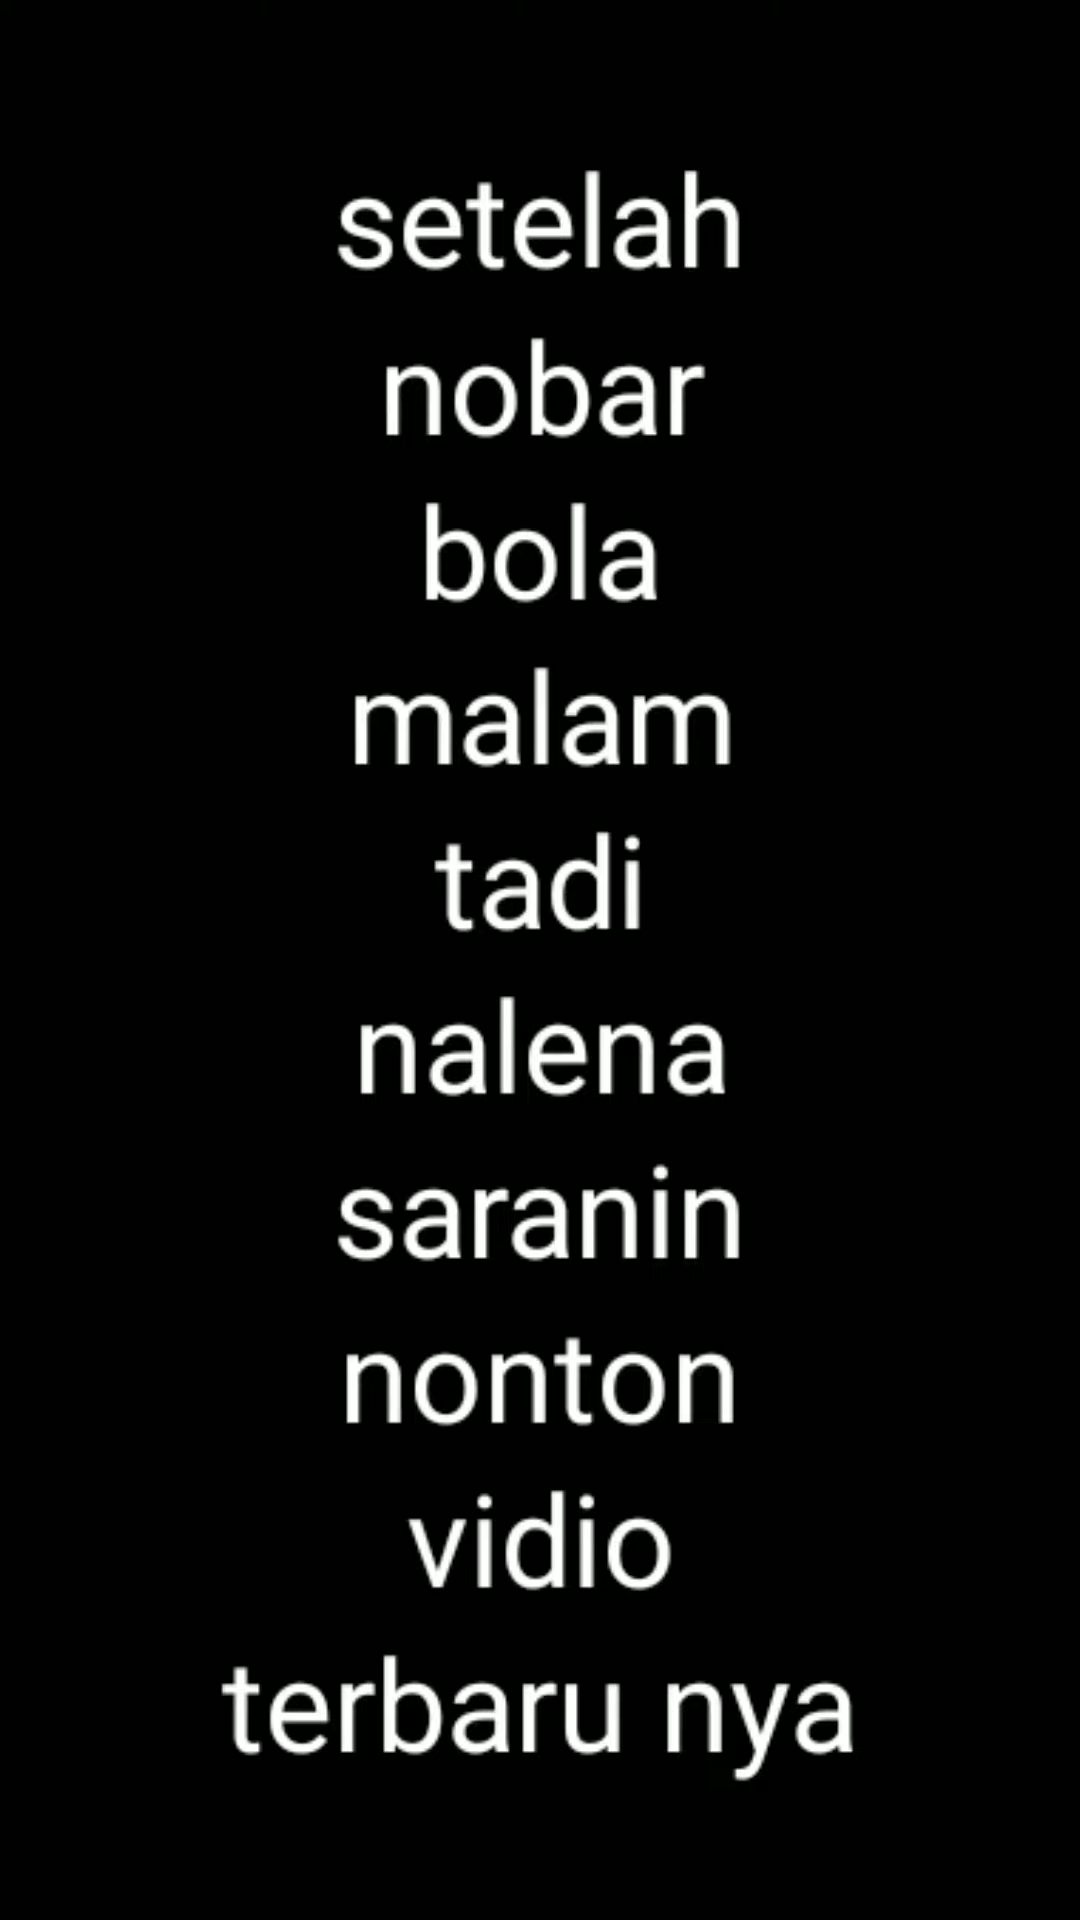 setelah
nobar
bola
malam
tadi
nalena
saranin
nonton
vidio
terbaru nya